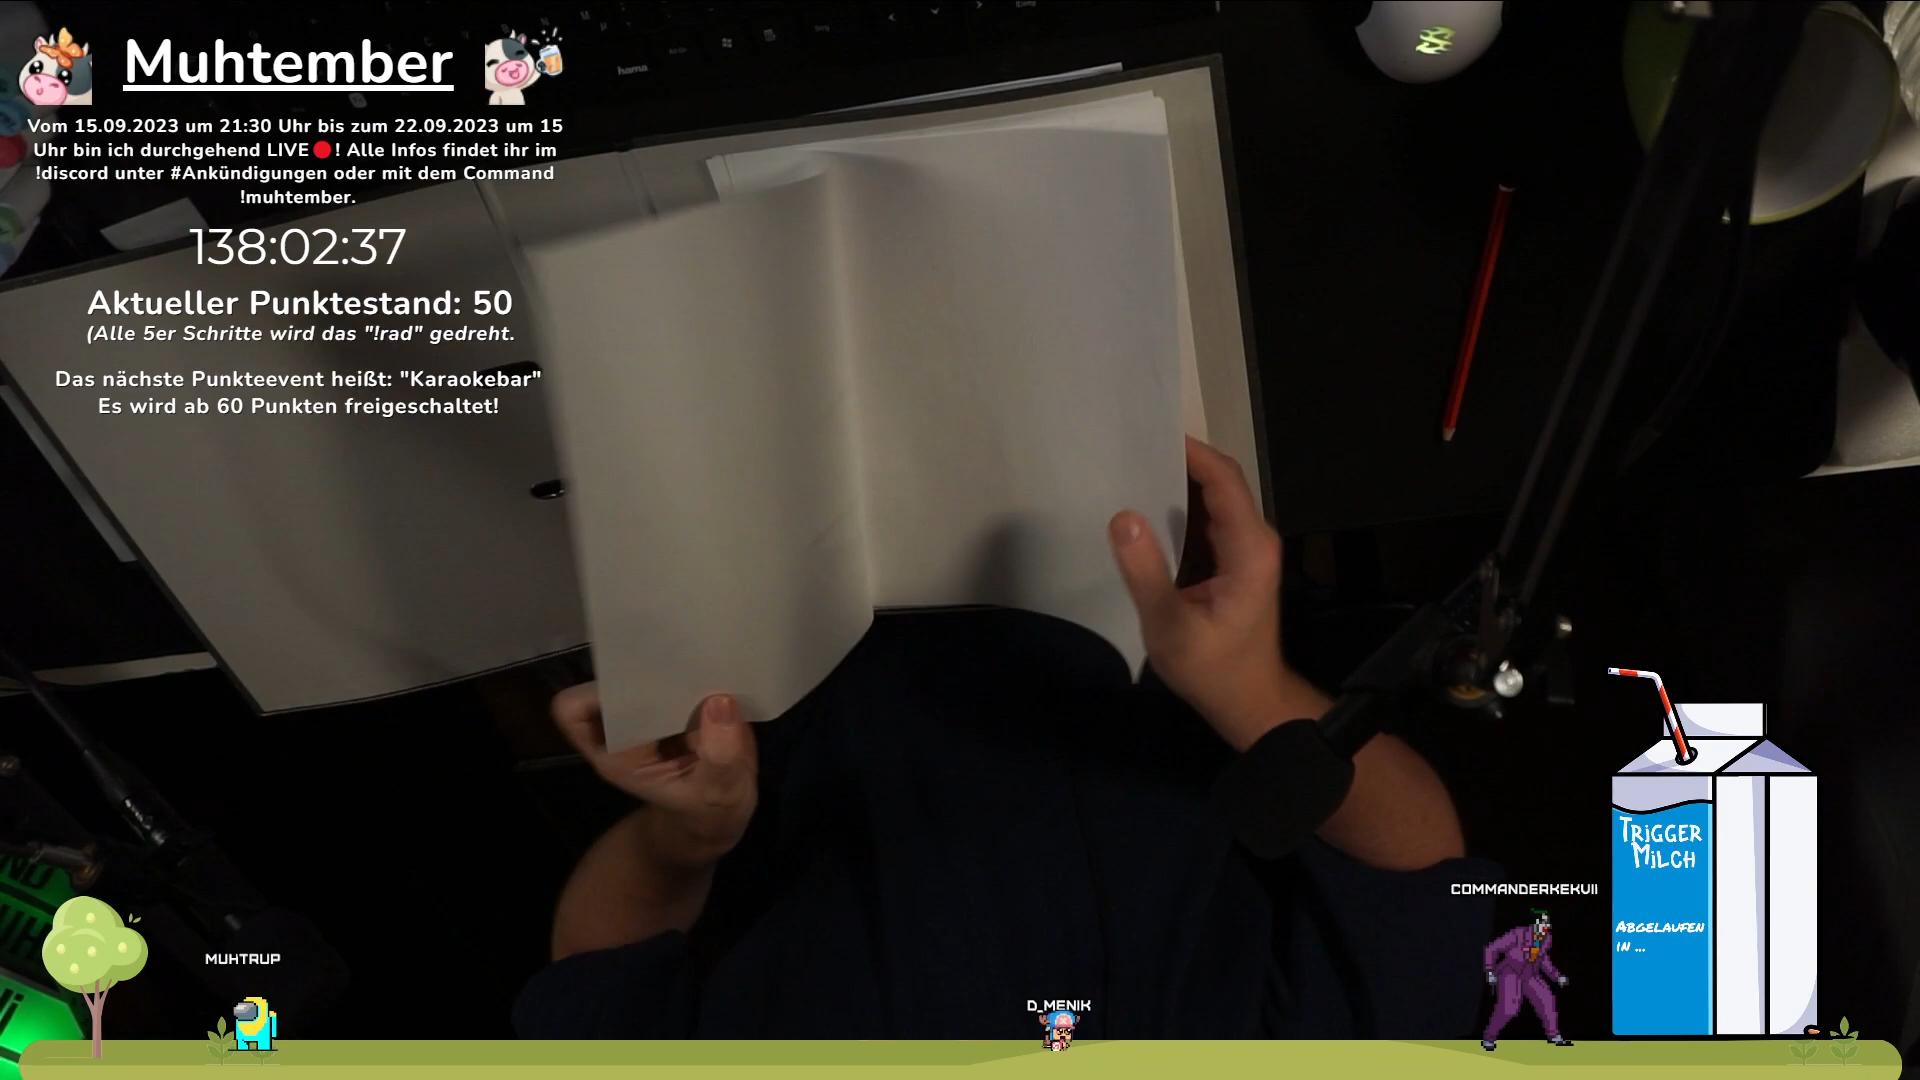 Muhtember
Vom 15.09.2023 um 21:30 Uhr bis zum 22.09.2023 um 15
Uhr bin ich durchgehend LIVE🔴! Alle Infos findet ihr im
!discord unter #Ankündigungen oder mit dem Command
!muhtember.
138:02:37
Aktueller Punktestand: 50
(Alle 5er Schritte wird das "!rad" gedreht.
Das nächste Punkteevent heißt: "Karaokebar"
Es wird ab 60 Punkten freigeschaltet!
hama
TRiGGER
MiLCH
ABGELAUFEN
IN ...
COMMANDERKEKVII
MUHTRUP
D_MENIK